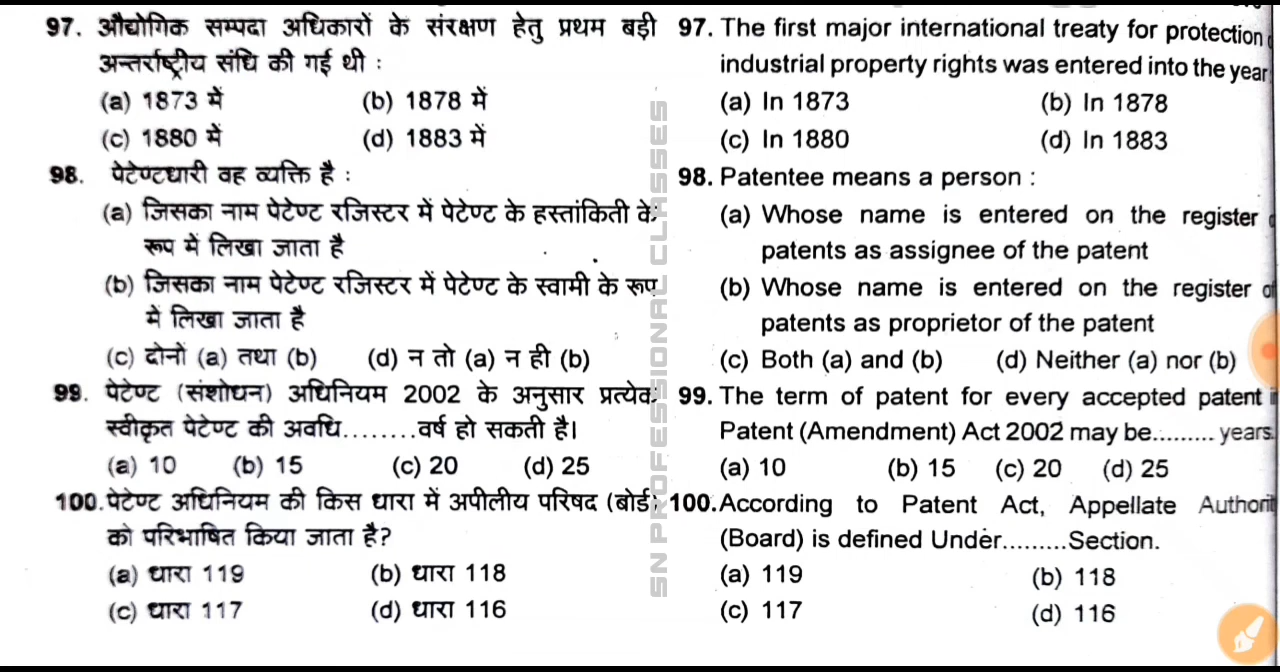 97. औद्योगिक सम्पदा अधिकारों के संरक्षण हेतु प्रथम बड़ी
अन्तर्राष्ट्रीय संधि की गई थी :
(a) 1873 में (b) 1878 में
(c) 1880 में (d) 1883 में
98. पेटेण्टधारी वह व्यक्ति है :
(a) जिसका नाम पेटेण्ट रजिस्टर में पेटेण्ट के हस्तांकिती के
रूप में लिखा जाता है
(b) जिसका नाम पेटेण्ट रजिस्टर में पेटेण्ट के स्वामी के रूप
में लिखा जाता है
(c) दोनों (a) तथा (b) (d) न तो (a) न ही (b)
99. पेटेण्ट (संशोधन) अधिनियम 2002 के अनुसार प्रत्येक
स्वीकृत पेटेण्ट की अवधि........वर्ष हो सकती है।
(a) 10 (b) 15 (c) 20 (d) 25
100. पेटेण्ट अधिनियम की किस धारा में अपीलीय परिषद (बोर्ड)
को परिभाषित किया जाता है?
(a) धारा 119 (b) धारा 118
(c) धारा 117 (d) धारा 116
SN PROFESSIONAL CLASSES
97. The first major international treaty for protection
industrial property rights was entered into the year
(a) In 1873 (b) In 1878
(c) In 1880 (d) In 1883
98. Patentee means a person :
(a) Whose name is entered on the register
patents as assignee of the patent
(b) Whose name is entered on the register of
patents as proprietor of the patent
(c) Both (a) and (b) (d) Neither (a) nor (b)
99. The term of patent for every accepted patent
Patent (Amendment) Act 2002 may be......... years.
(a) 10 (b) 15 (c) 20 (d) 25
100. According to Patent Act, Appellate
(Board) is defined Under.........Section.
(a) 119 (b) 118
(c) 117 (d) 116